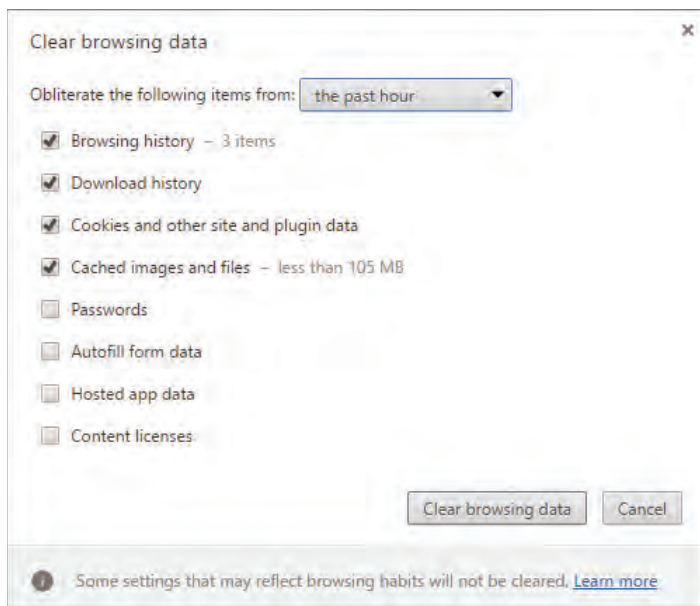 Clear browsing data
Obliterate the following items from: the past hour
Browsing history – 3 items
Download history
Cookies and other site and plugin data
Cached images and files – less than 105 MB
Passwords
Autofill form data
Hosted app data
Content licenses
Clear browsing data Cancel
Some settings that may reflect browsing habits will not be cleared. Learn more